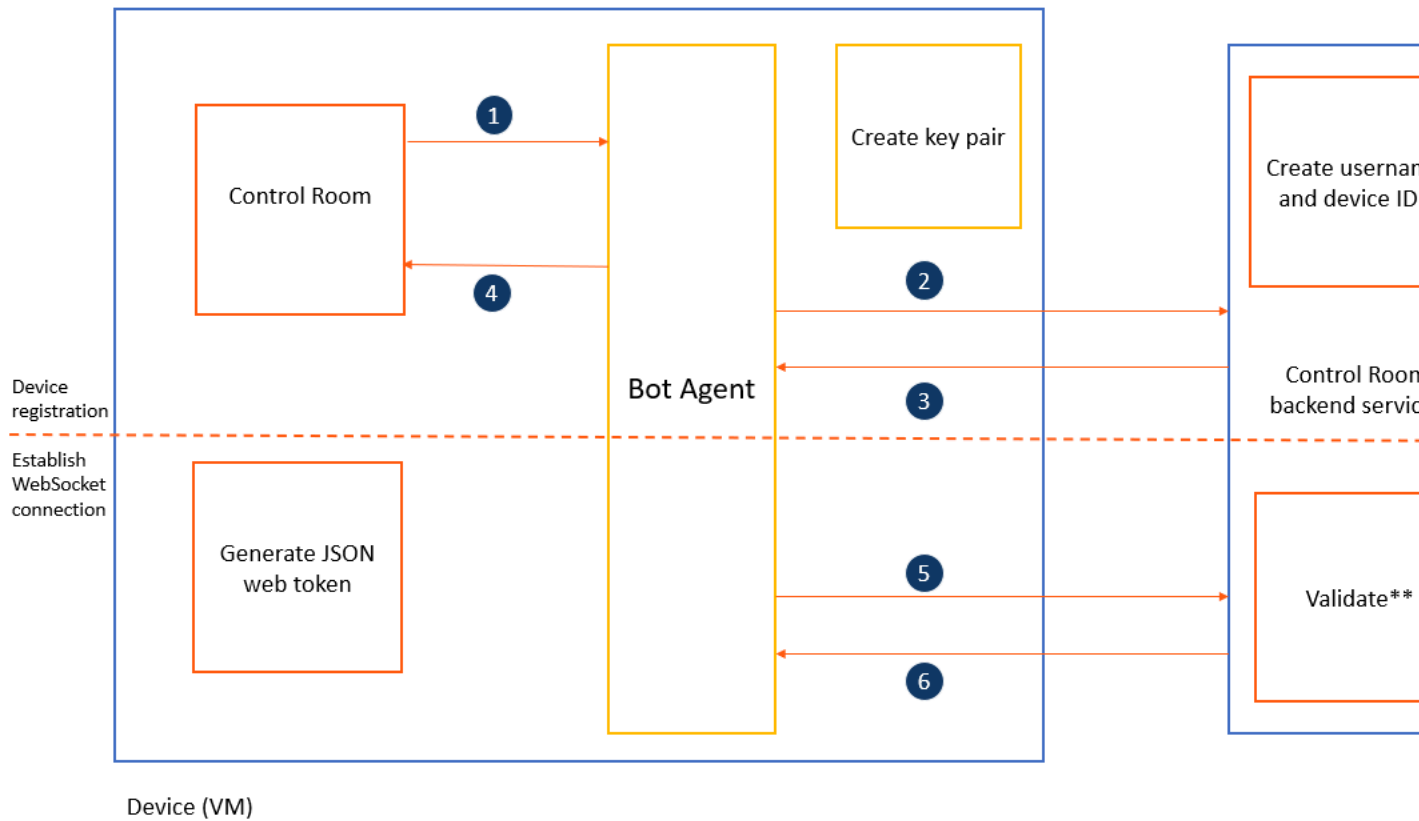 1
Create key pair
Control Room
Create usernam
and device ID
4
2
Bot Agent
3
Control Room
backend servic
Device
registration
Establish
WebSocket
connection
Generate JSON
web token
5
Validate**
6
Device (VM)